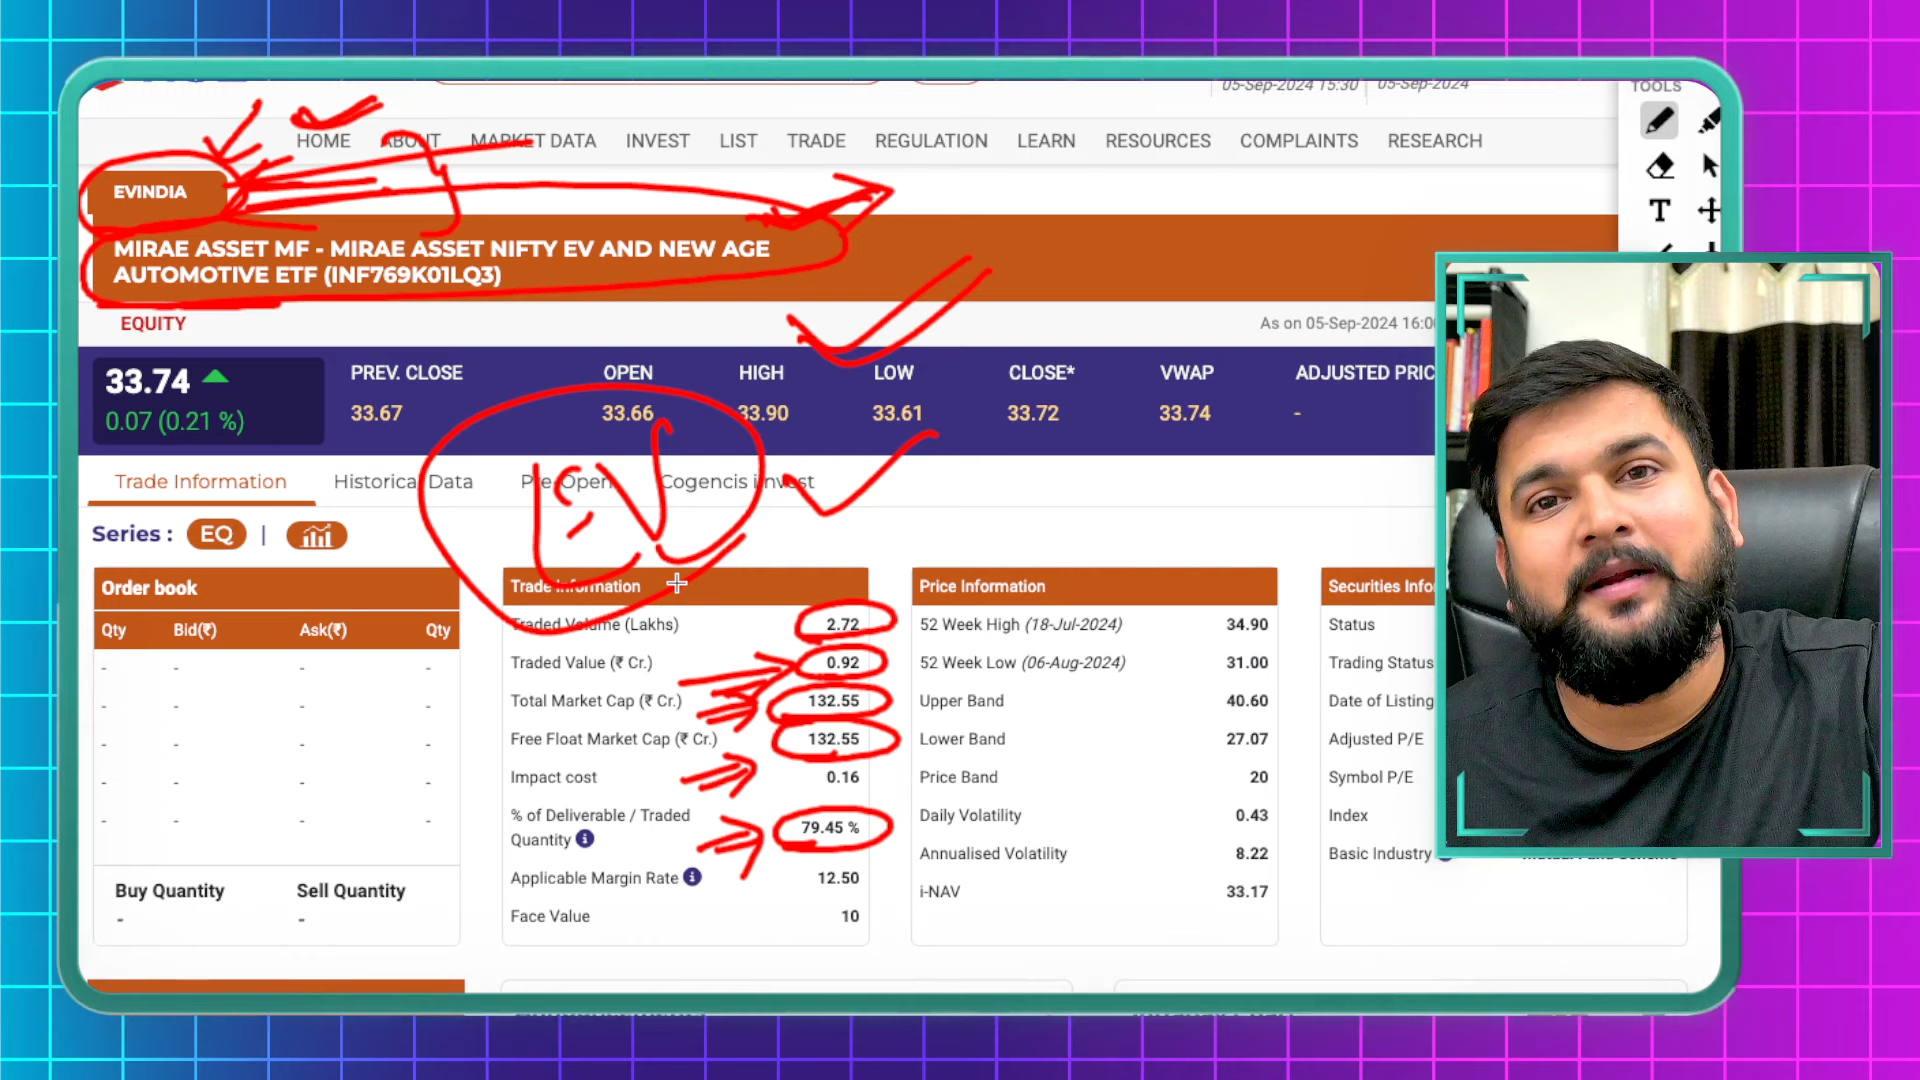 05-Sep-2024 15:30
05-Sep-2024
TOOLS
HOME ABOUT MARKET DATA INVEST LIST TRADE REGULATION LEARN RESOURCES COMPLAINTS RESEARCH
EVINDIA
MIRAE ASSET MF - MIRAE ASSET NIFTY EV AND NEW AGE
AUTOMOTIVE ETF (INF769K01LQ3)
EQUITY
As on 05-Sep-2024
33.74
0.07 (0.21 %)
PREV. CLOSE OPEN HIGH LOW CLOSE* VWAP ADJUSTED PRIC
33.67 33.66 33.90 33.61 33.72 33.74 -
Trade Information Historical Data Pre-Open Cogencis iInvest
EV
Series : EQ |
Order book
Qty Bid(₹) Ask(₹) Qty
- - - -
- - - -
- - - -
- - - -
- - - -
Buy Quantity Sell Quantity
- -
Trade Information
Traded Volume (Lakhs) 2.72
Traded Value (₹ Cr.) 0.92
Total Market Cap (₹ Cr.) 132.55
Free Float Market Cap (₹ Cr.) 132.55
Impact cost 0.16
% of Deliverable / Traded
Quantity 79.45 %
Applicable Margin Rate 12.50
Face Value 10
Price Information
52 Week High (18-Jul-2024) 34.90
52 Week Low (06-Aug-2024) 31.00
Upper Band 40.60
Lower Band 27.07
Price Band 20
Daily Volatility 0.43
Annualised Volatility 8.22
i-NAV 33.17
Securities Info
Status
Trading Status
Date of Listing
Adjusted P/E
Symbol P/E
Index
Basic Industry